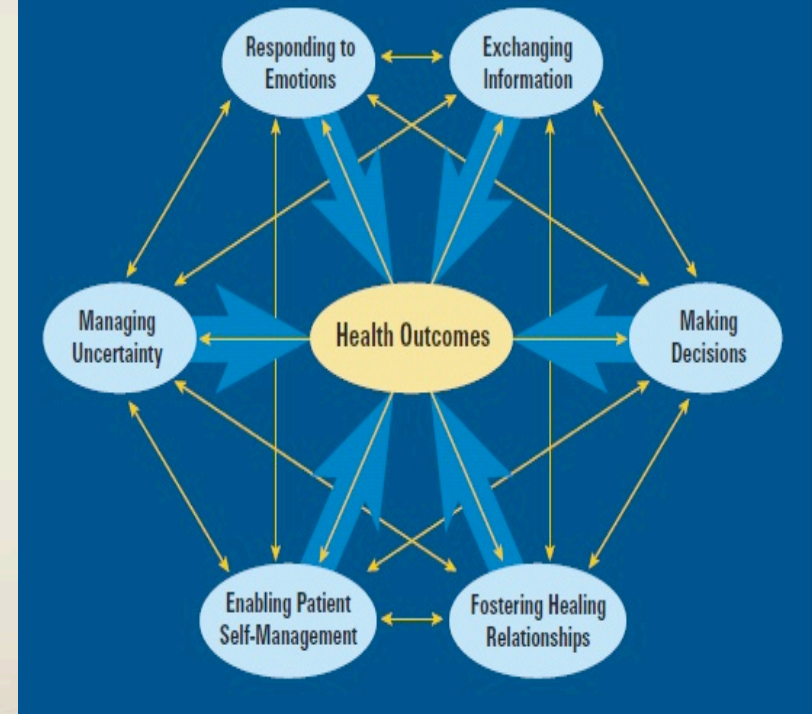 Responding to
Emotions
Exchanging
Information
Managing
Uncertainty
Health Outcomes
Making
Decisions
Enabling Patient
Self-Management
Fostering Healing
Relationships